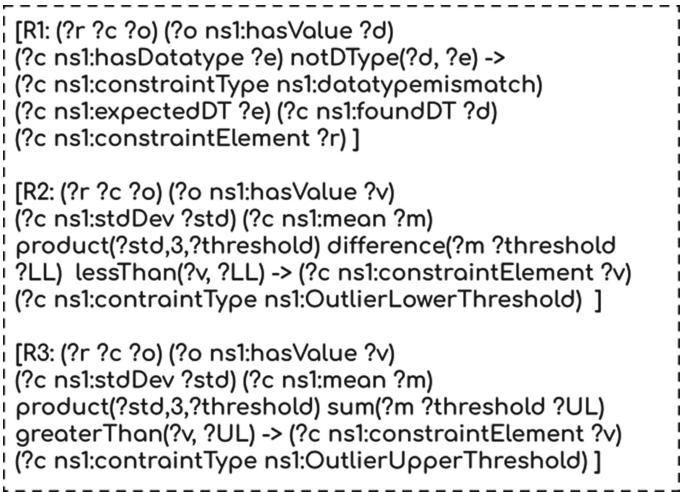 [R1: (?r ?c ?o) (?o ns1:hasValue ?d)
(?c ns1:hasDatatype ?e) notDType(?d, ?e) ->
(?c ns1:constraintType ns1:datatypemismatch)
(?c ns1:expectedDT ?e) (?c ns1:foundDT ?d)
(?c ns1:constraintElement ?r) ]
[R2: (?r ?c ?o) (?o ns1:hasValue ?v)
(?c ns1:stdDev ?std) (?c ns1:mean ?m)
product(?std,3,?threshold) difference(?m ?threshold
?LL) lessThan(?v, ?LL) -> (?c ns1:constraintElement ?v)
(?c ns1:contraintType ns1:OutlierLowerThreshold) ]
[R3: (?r ?c ?o) (?o ns1:hasValue ?v)
(?c ns1:stdDev ?std) (?c ns1:mean ?m)
product(?std,3,?threshold) sum(?m ?threshold ?UL)
greaterThan(?v, ?UL) -> (?c ns1:constraintElement ?v)
(?c ns1:contraintType ns1:OutlierUpperThreshold) ]